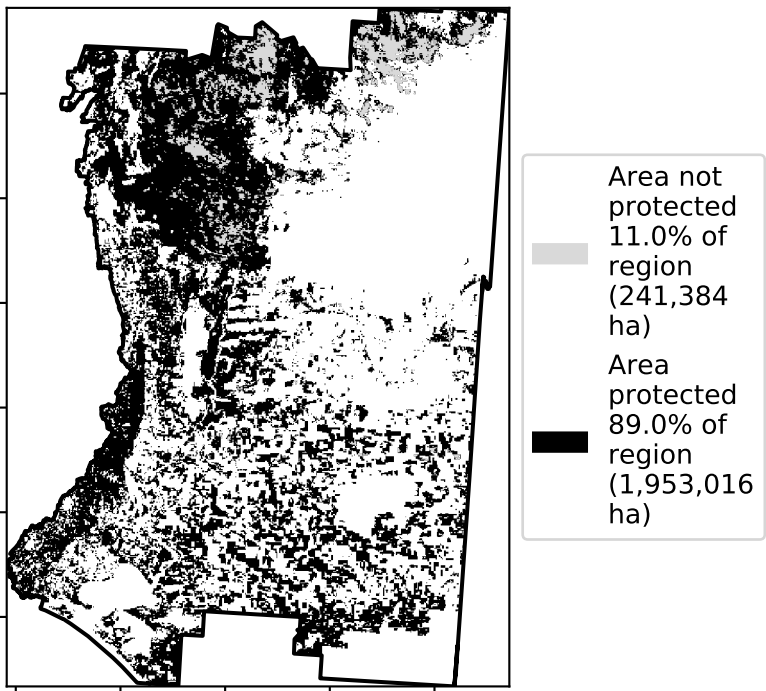 Area not
protected
11.0% of
region
(241,384
ha)
Area
protected
89.0% of
region
(1,953,016
ha)